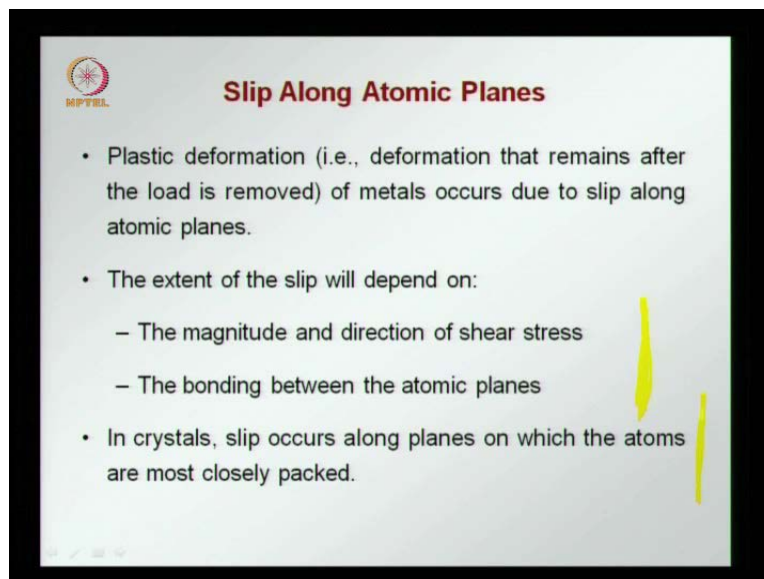 NPTEL
Slip Along Atomic Planes
• Plastic deformation (i.e., deformation that remains after
the load is removed) of metals occurs due to slip along
atomic planes.
• The extent of the slip will depend on:
– The magnitude and direction of shear stress
– The bonding between the atomic planes
• In crystals, slip occurs along planes on which the atoms
are most closely packed.